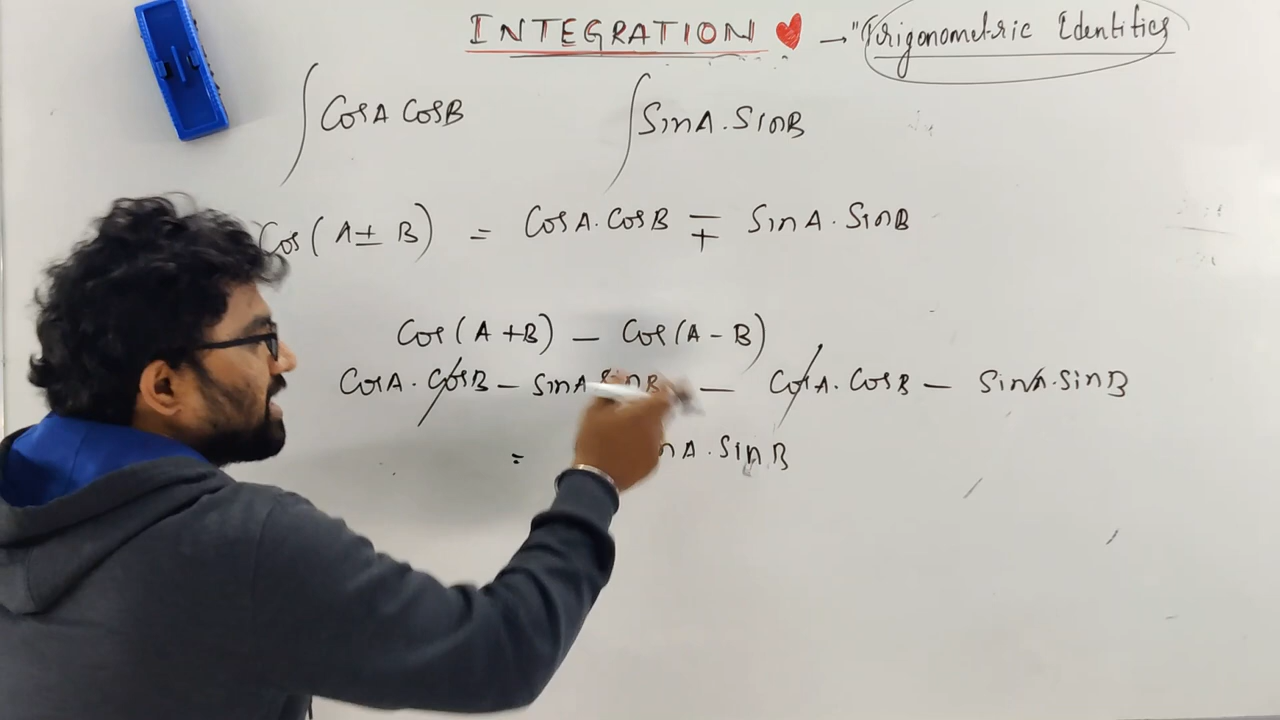 INTEGRATION ❤ → "Trigonometric Identities
∫ CosA CosB ∫ SinA . SinB
Cos ( A ± B ) = CosA . CosB ∓ SinA . SinB
Cos ( A + B ) – Cos ( A – B )
CosA . CosB – SinA SinB – CosA . CosB – SinA . SinB
= nA . SinB